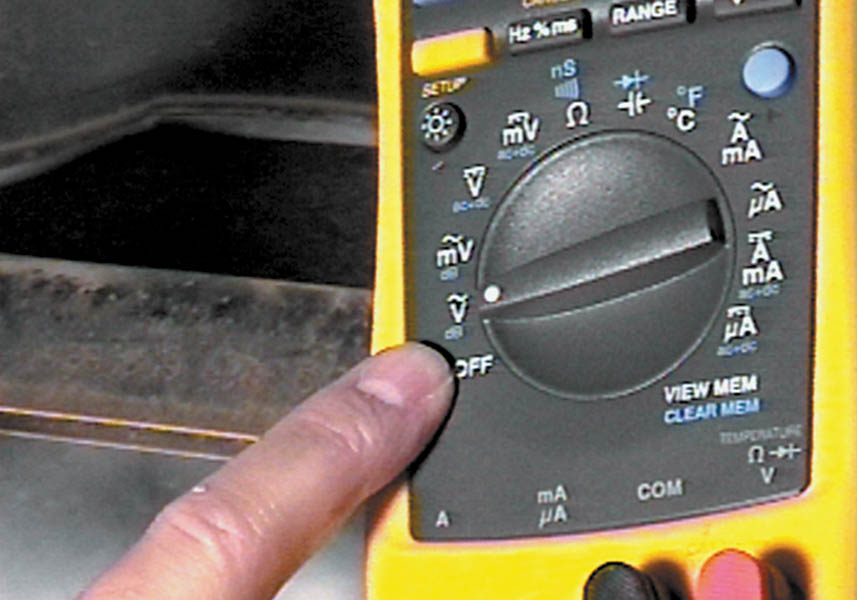 Hz % ms
RANGE
SETUP
nS
Ω
°F
°C
mV
ac+dc
V
ac+dc
mV
dB
V
dB
OFF
A
mA
µA
A
mA
ac+dc
µA
ac+dc
VIEW MEM
CLEAR MEM
TEMPERATURE
Ω
V
A
mA
µA
COM